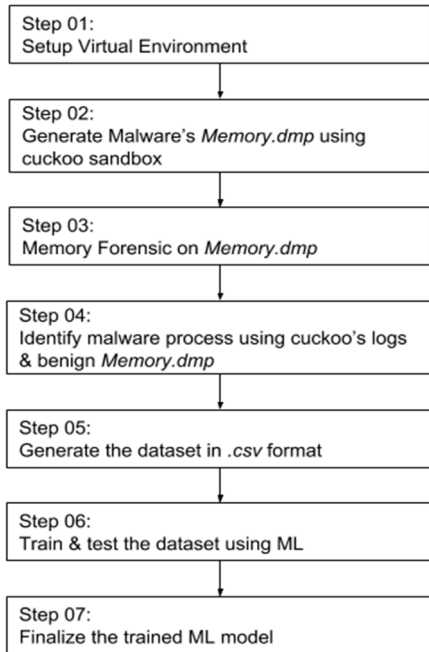 Step 01:
Setup Virtual Environment
Step 02:
Generate Malware's Memory.dmp using
cuckoo sandbox
Step 03:
Memory Forensic on Memory.dmp
Step 04:
Identify malware process using cuckoo's logs
& benign Memory.dmp
Step 05:
Generate the dataset in .csv format
Step 06:
Train & test the dataset using ML
Step 07:
Finalize the trained ML model